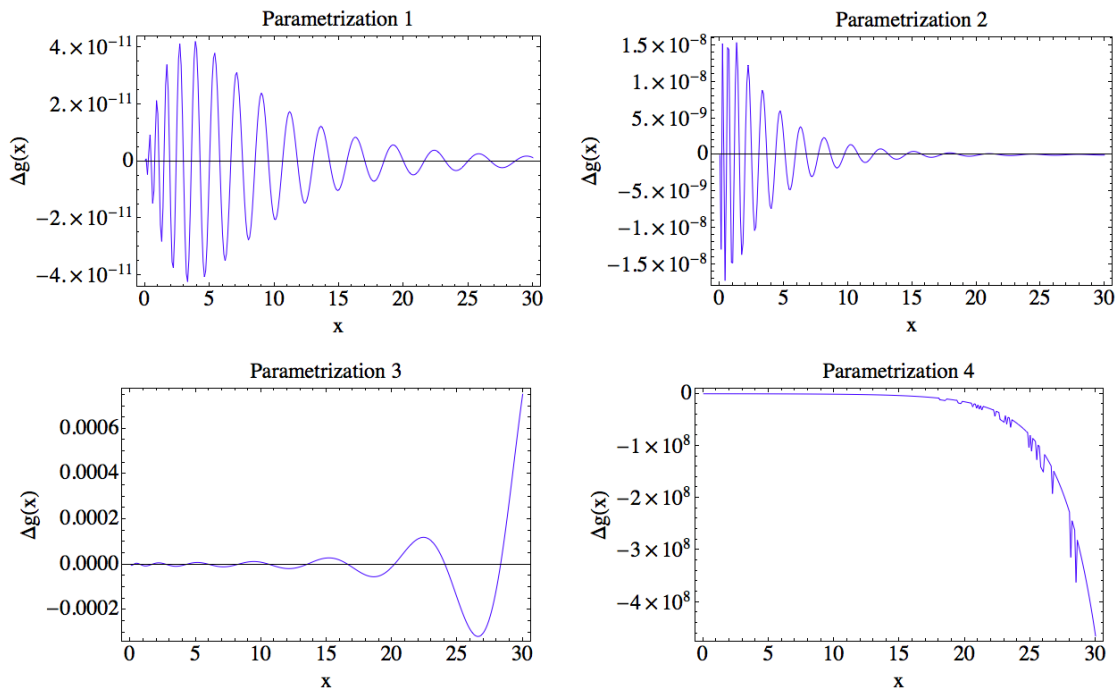 Parametrization 1
4.×10⁻¹¹
2.×10⁻¹¹
0
−2.×10⁻¹¹
−4.×10⁻¹¹
Δg(x)
0 5 10 15 20 25 30
x
Parametrization 2
1.5×10⁻⁸
1.×10⁻⁸
5.×10⁻⁹
0
−5.×10⁻⁹
−1.×10⁻⁸
−1.5×10⁻⁸
Δg(x)
0 5 10 15 20 25 30
x
Parametrization 3
0.0006
0.0004
0.0002
0.0000
−0.0002
Δg(x)
0 5 10 15 20 25 30
x
Parametrization 4
0
−1×10⁸
−2×10⁸
−3×10⁸
−4×10⁸
Δg(x)
0 5 10 15 20 25 30
x